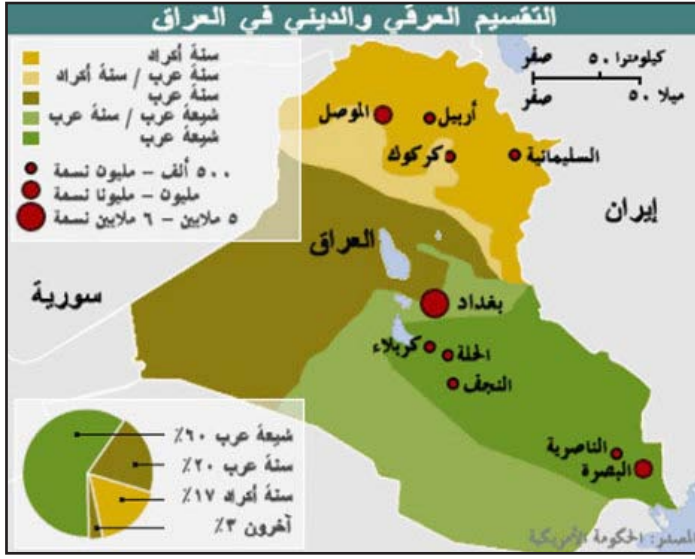 التقسيم العرقي والديني في العراق
سنة أكراد
سنة عرب / سنة أكراد
سنة عرب
شيعة عرب / سنة عرب
شيعة عرب
٥٠٠ ألف - مليون نسمة
مليون - مليونا نسمة
٥ ملايين - ٦ ملايين نسمة
صفر ٥٠ كيلومترا
صفر ٥٠ ميلا
الموصل
أربيل
كركوك
السليمانية
إيران
العراق
سورية
بغداد
كربلاء
الحلة
النجف
الناصرية
البصرة
شيعة عرب ٦٠٪
سنة عرب ٢٠٪
سنة أكراد ١٧٪
آخرون ٣٪
المصدر: الحكومة الأمريكية